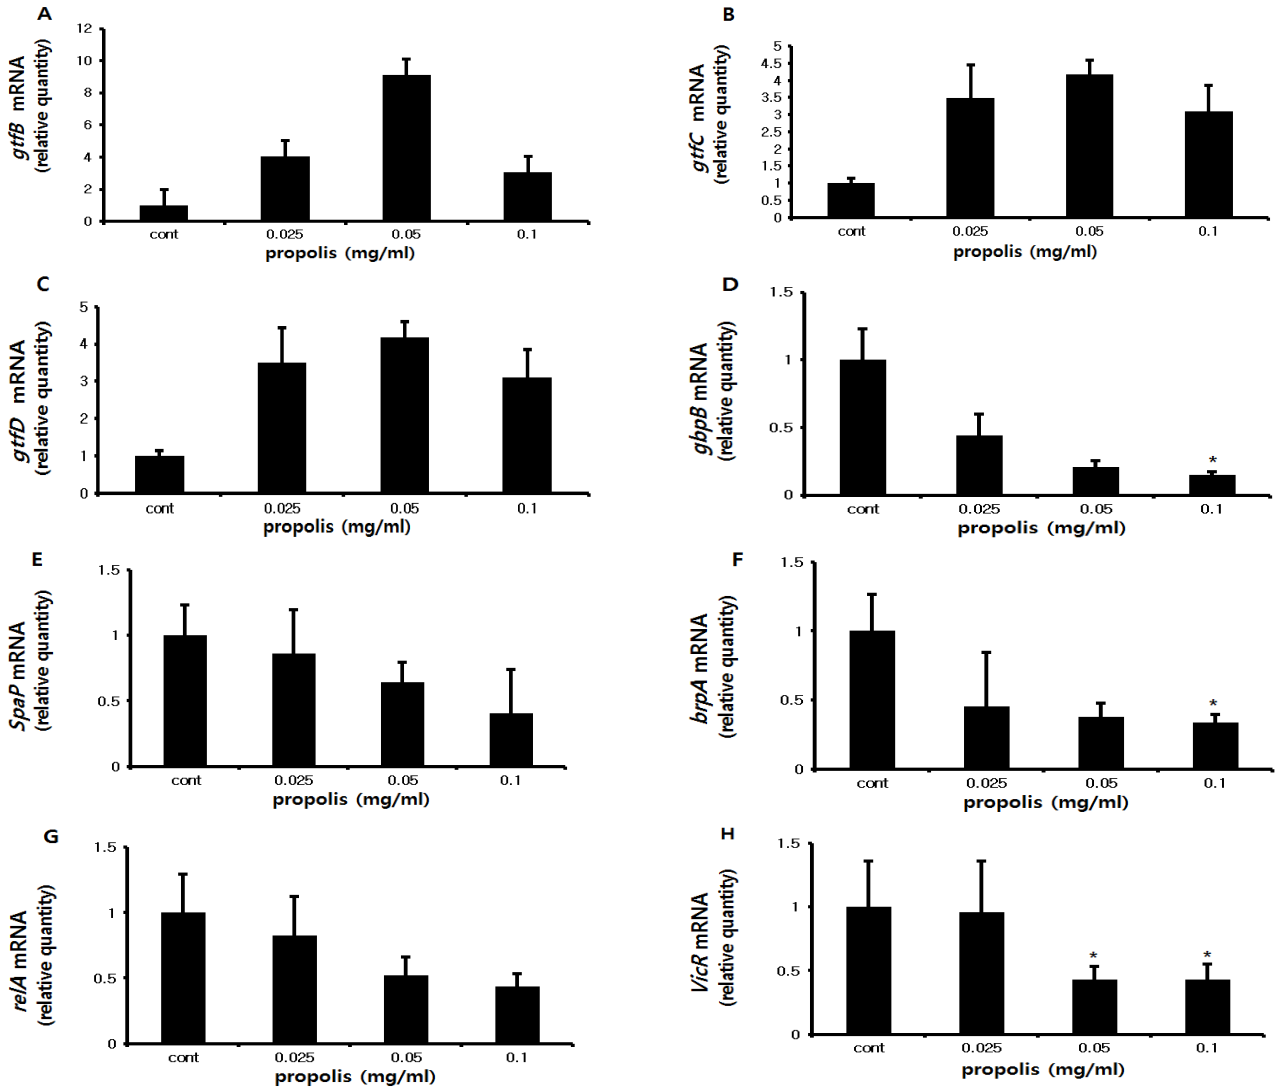 A
gtfB mRNA
(relative quantity)
12
10
8
6
4
2
0
cont 0.025 0.05 0.1
propolis (mg/ml)
B
gtfC mRNA
(relative quantity)
5
4.5
4
3.5
3
2.5
2
1.5
1
0.5
0
cont 0.025 0.05 0.1
propolis (mg/ml)
C
gtfD mRNA
(relative quantity)
5
4
3
2
1
0
cont 0.025 0.05 0.1
propolis (mg/ml)
D
gbpB mRNA
(relative quantity)
1.5
1
0.5
0
*
cont 0.025 0.05 0.1
propolis (mg/ml)
E
SpaP mRNA
(relative quantity)
1.5
1
0.5
0
cont 0.025 0.05 0.1
propolis (mg/ml)
F
brpA mRNA
(relative quantity)
1.5
1
0.5
0
*
cont 0.025 0.05 0.1
propolis (mg/ml)
G
relA mRNA
(relative quantity)
1.5
1
0.5
0
cont 0.025 0.05 0.1
propolis (mg/ml)
H
VicR mRNA
(relative quantity)
1.5
1
0.5
0
* *
cont 0.025 0.05 0.1
propolis (mg/ml)